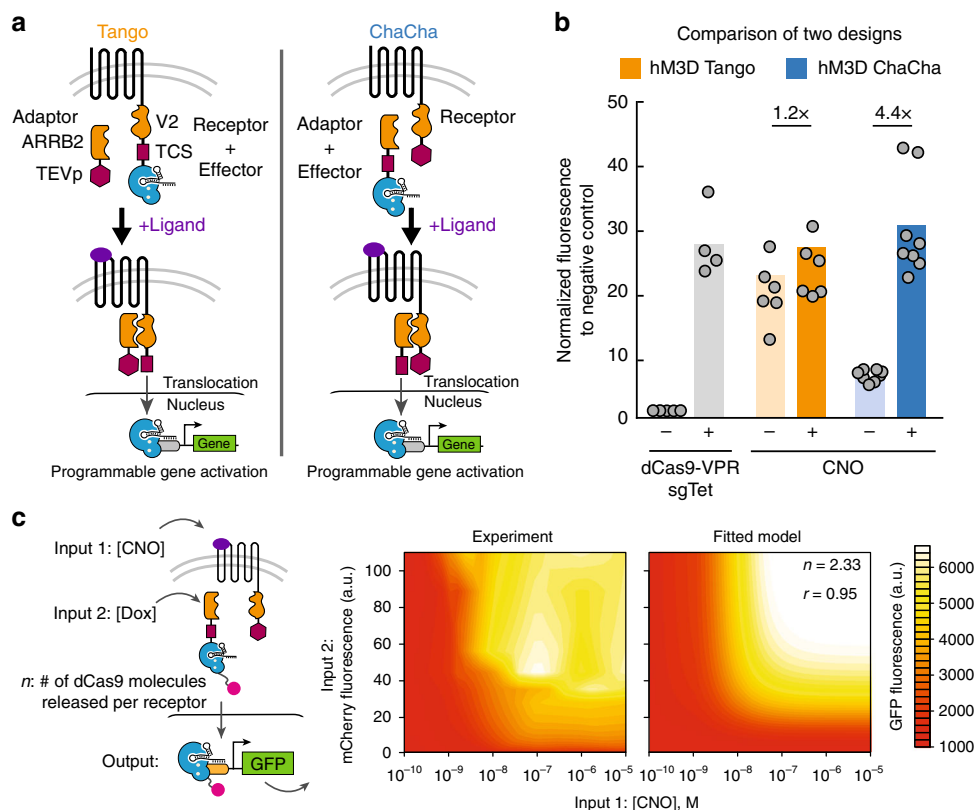 a
Tango
ChaCha
Adaptor
ARRB2
TEVp
V2
TCS
Receptor
+
Effector
Adaptor
+
Effector
Receptor
+Ligand
+Ligand
Translocation
Nucleus
Gene
Programmable gene activation
Translocation
Nucleus
Gene
Programmable gene activation
b
Comparison of two designs
hM3D Tango
hM3D ChaCha
Normalized fluorescence
to negative control
50
40
30
20
10
0
1.2×
4.4×
− + − + − +
dCas9-VPR
sgTet
CNO
c
Input 1: [CNO]
Input 2: [Dox]
n: # of dCas9 molecules
released per receptor
Output:
GFP
Experiment
Fitted model
n = 2.33
r = 0.95
Input 2:
mCherry fluorescence (a.u.)
100
80
60
40
20
0
10⁻¹⁰ 10⁻⁹ 10⁻⁸ 10⁻⁷ 10⁻⁶ 10⁻⁵
10⁻¹⁰ 10⁻⁹ 10⁻⁸ 10⁻⁷ 10⁻⁶ 10⁻⁵
Input 1: [CNO], M
GFP fluorescence (a.u.)
6000
5000
4000
3000
2000
1000